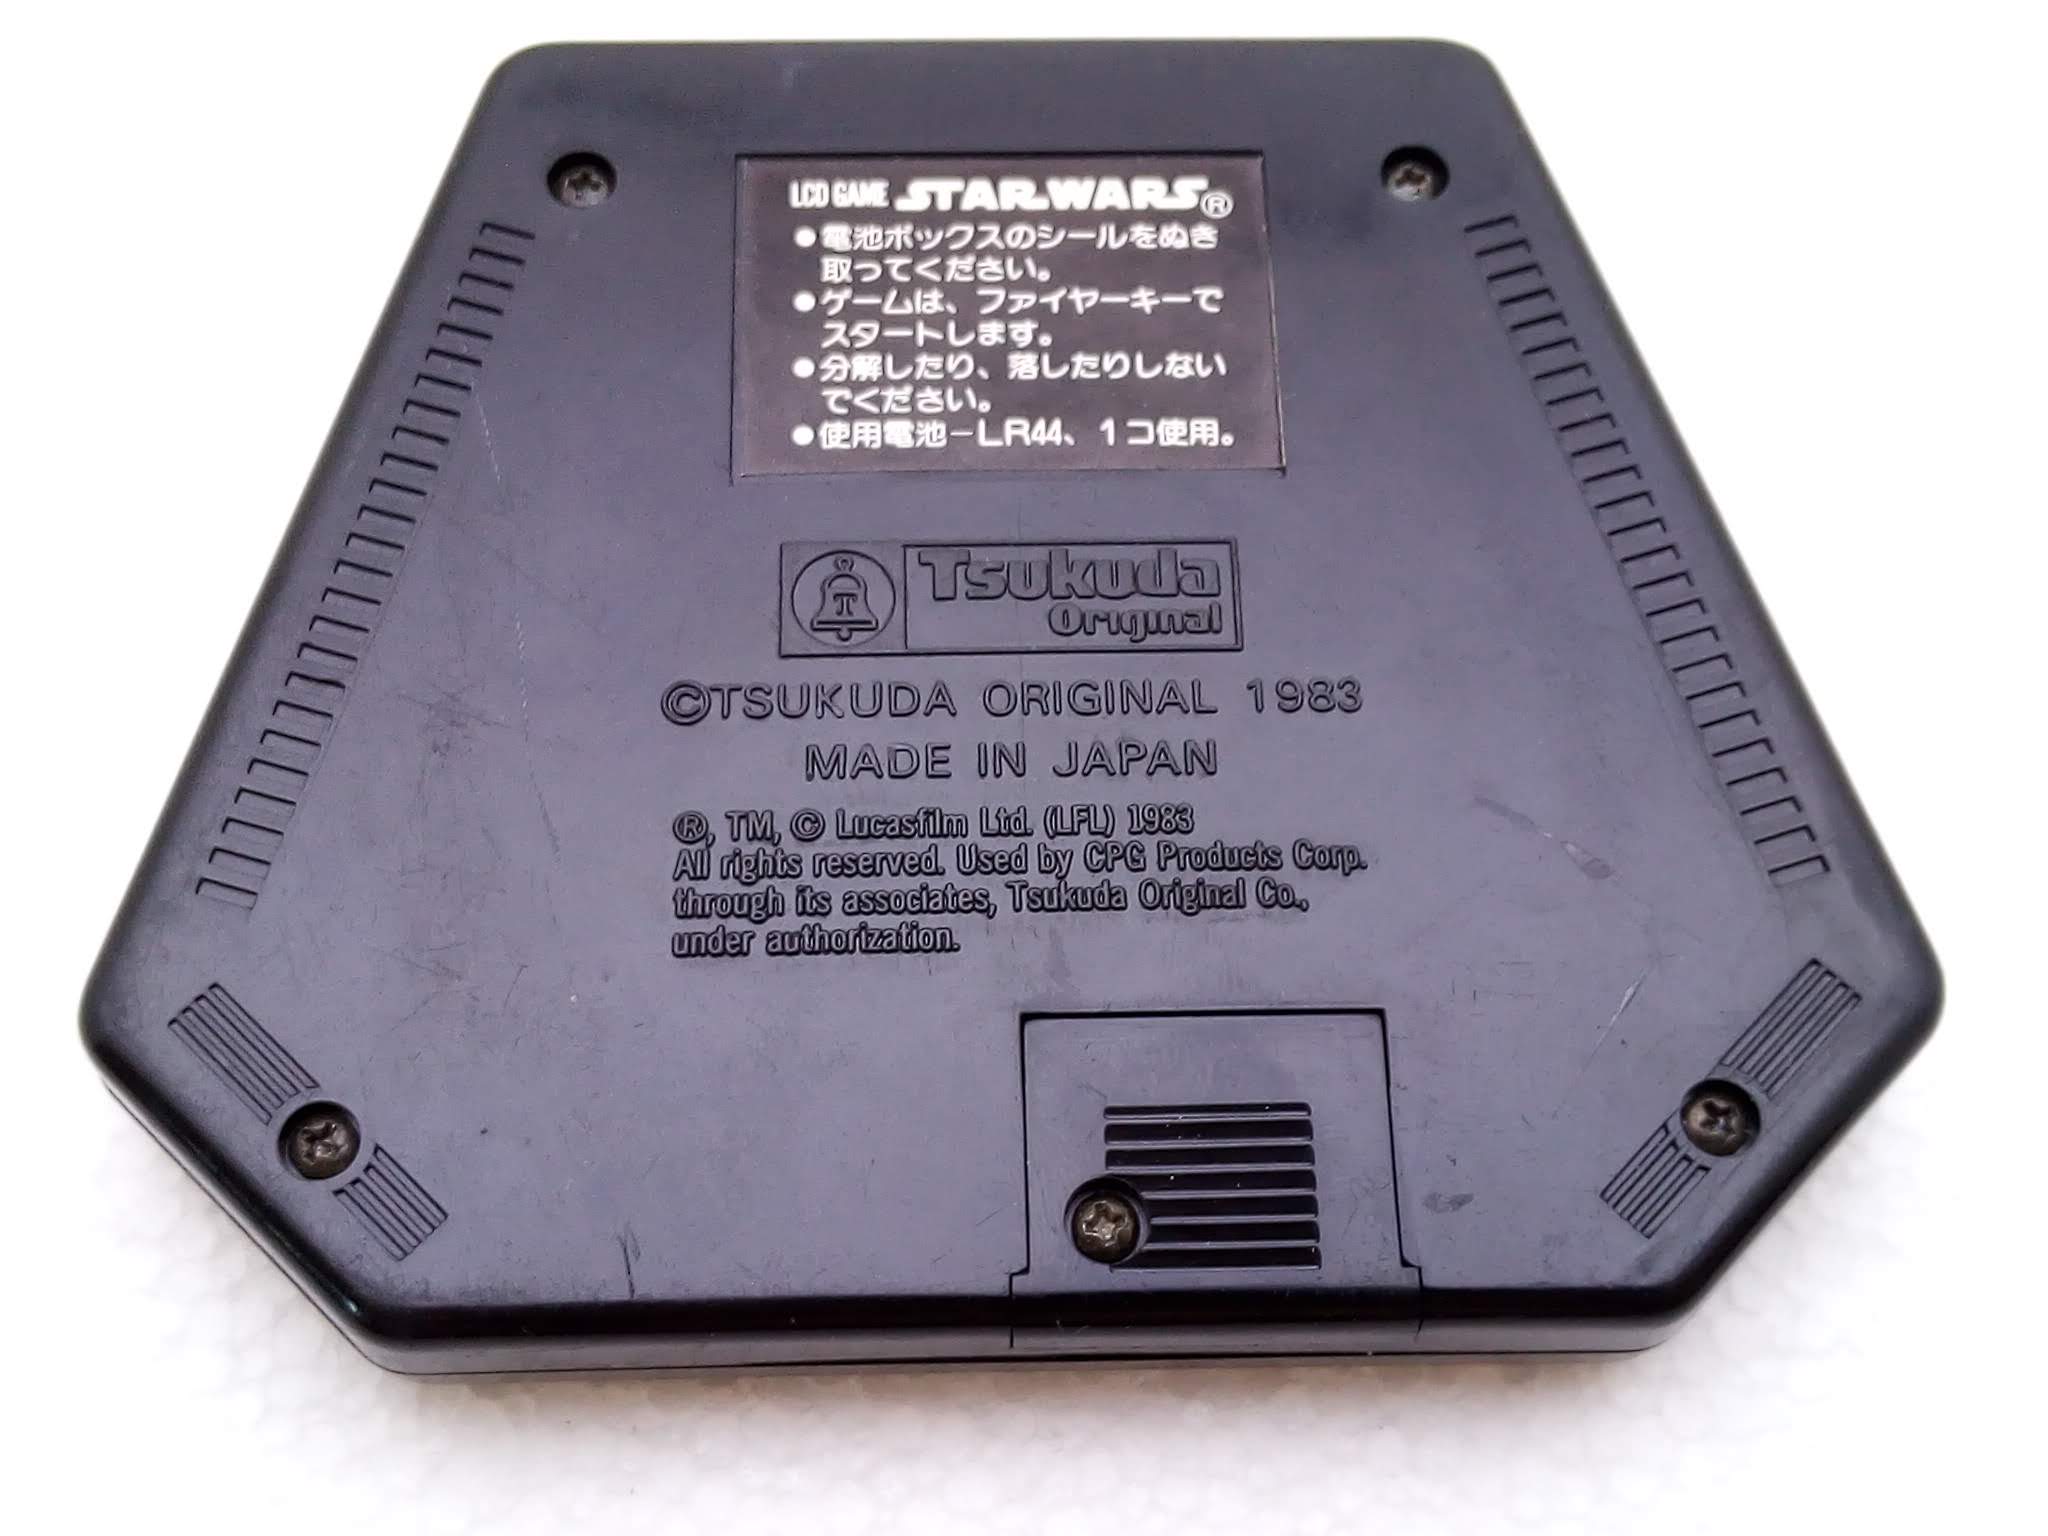 LCD GAME STAR WARS®
●電池ボックスのシールをぬき
取ってください。
●ゲームは、ファイヤーキーで
スタートします。
●分解したり、落したりしない
でください。
●使用電池−LR44、1コ使用。
T
Tsukuda
Original
©TSUKUDA ORIGINAL 1983
MADE IN JAPAN
®, TM, © Lucasfilm Ltd. (LFL) 1983
All rights reserved. Used by CPG Products Corp.
through its associates, Tsukuda Original Co.,
under authorization.